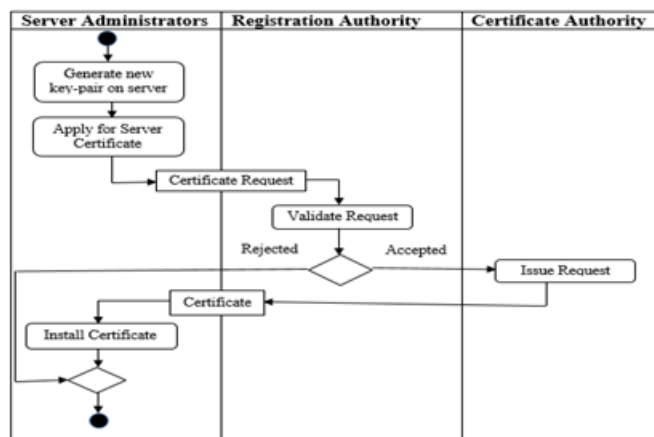 Server Administrators
Registration Authority
Certificate Authority
Generate new
key-pair on server
Apply for Server
Certificate
Certificate Request
Validate Request
Rejected
Accepted
Issue Request
Certificate
Install Certificate